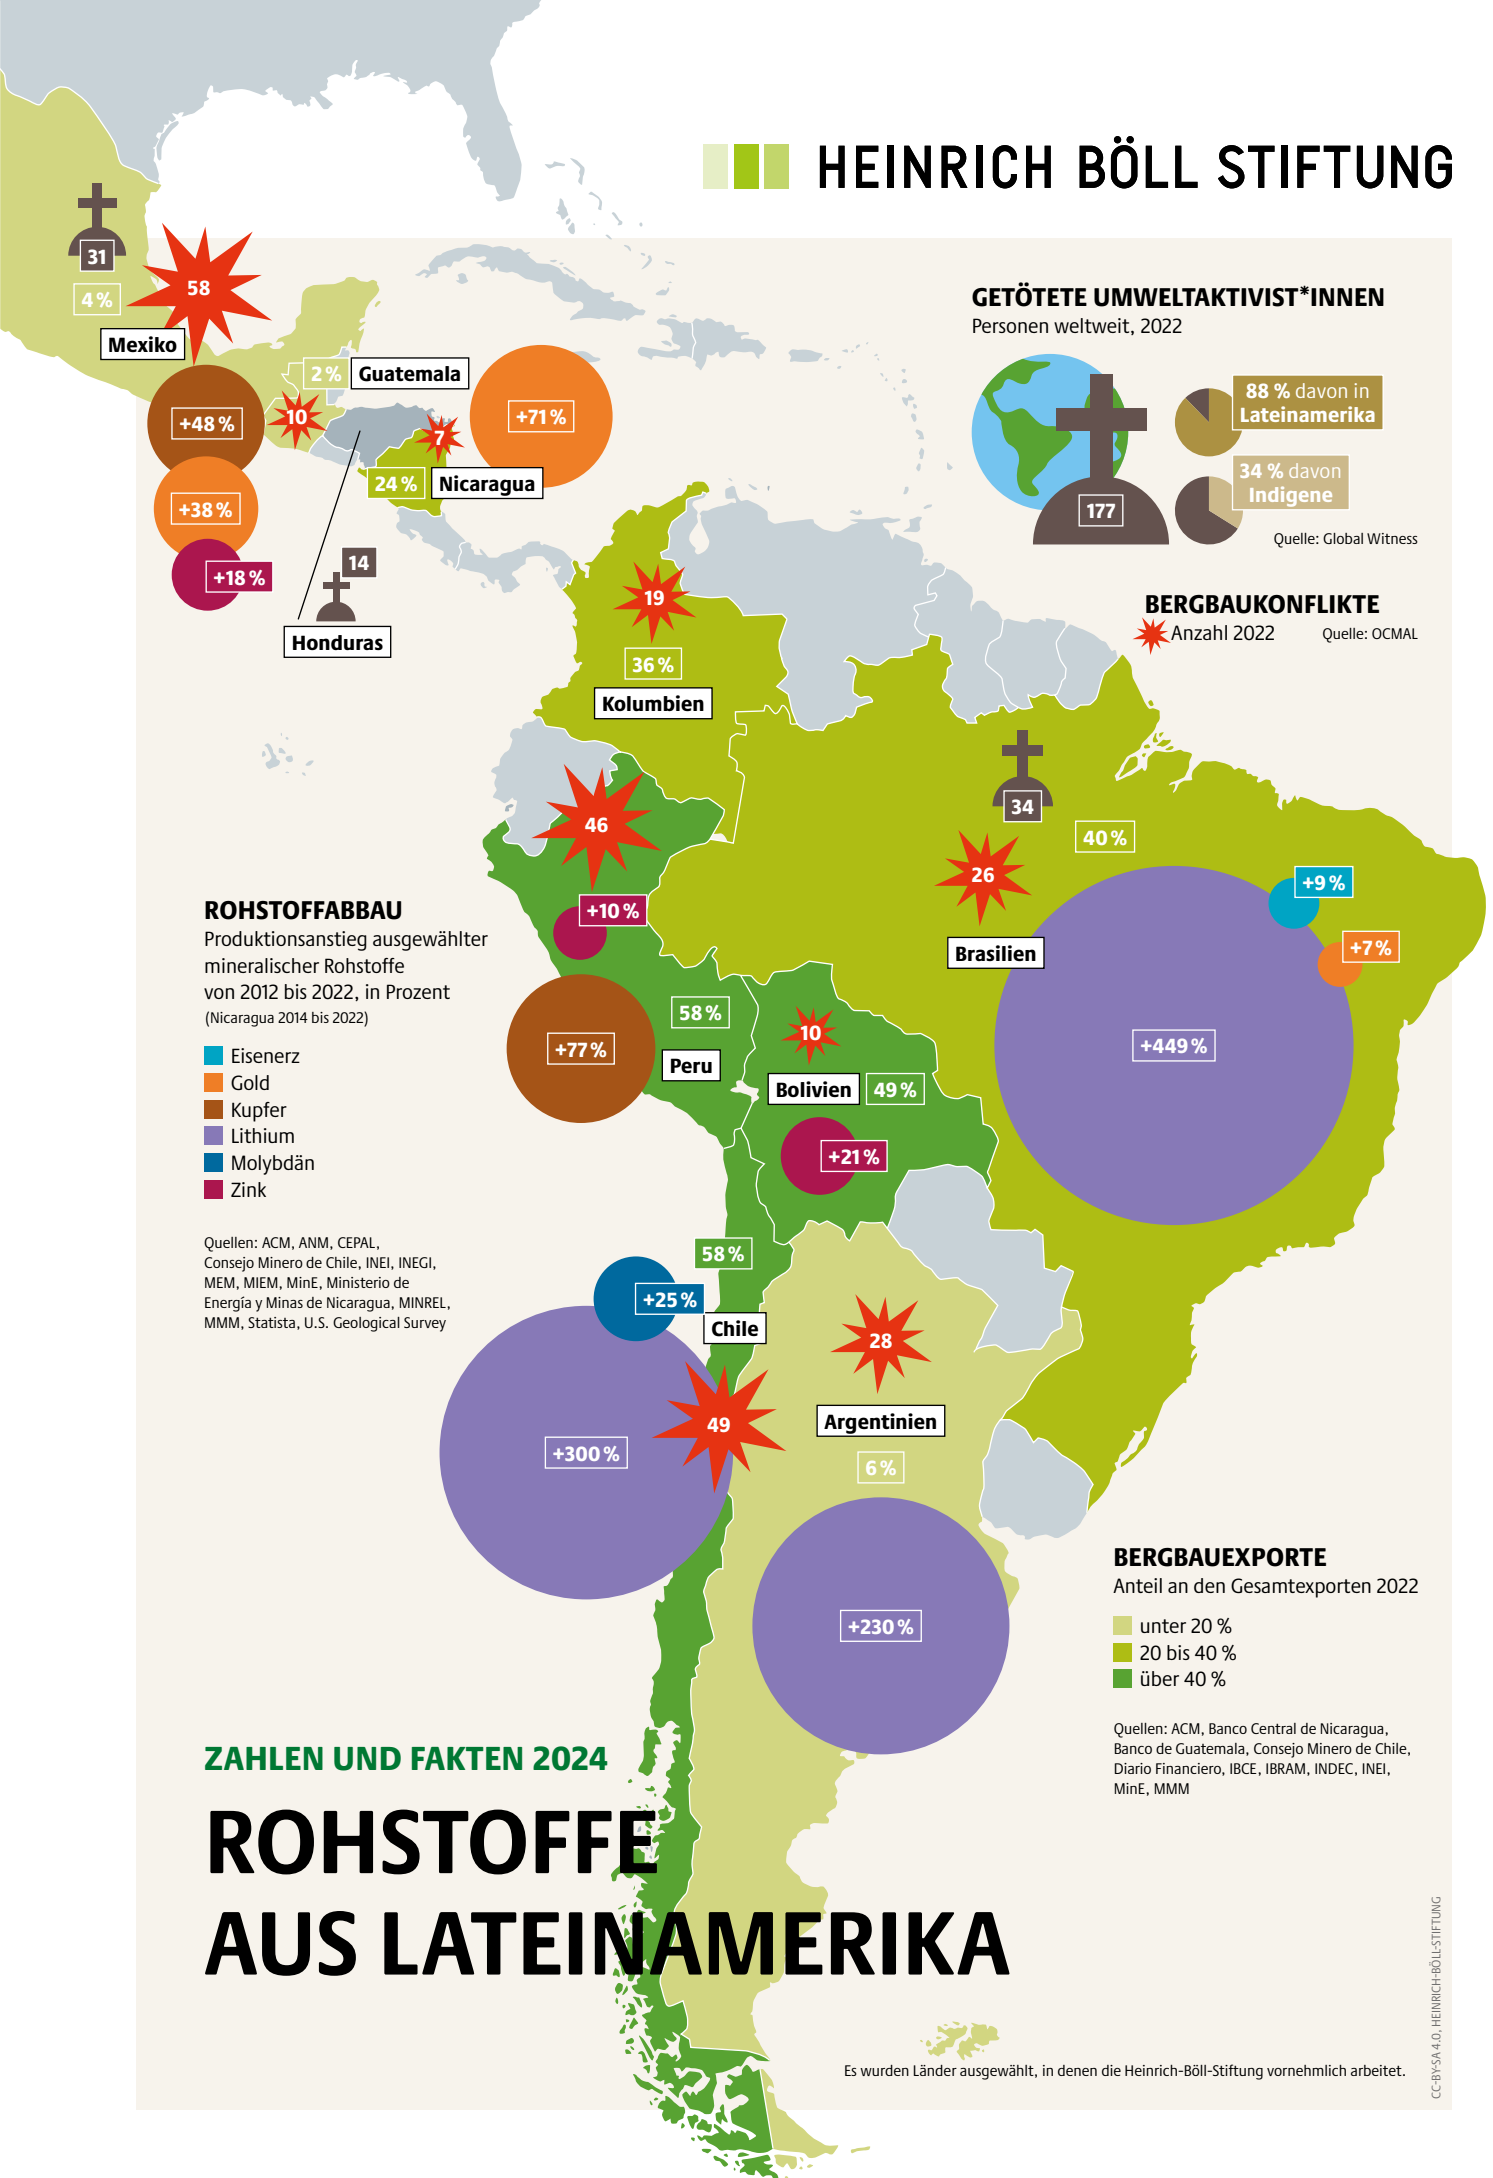 HEINRICH BÖLL STIFTUNG
31
4 %
58
Mexiko
+48 %
+38 %
+18 %
2 %
Guatemala
10
7
24 %
Nicaragua
+71 %
14
Honduras
GETÖTETE UMWELTAKTIVIST*INNEN
Personen weltweit, 2022
177
88 % davon in
Lateinamerika
34 % davon
Indigene
Quelle: Global Witness
BERGBAUKONFLIKTE
Anzahl 2022
Quelle: OCMAL
19
36 %
Kolumbien
46
+10 %
+77 %
58 %
Peru
34
40 %
26
Brasilien
+9 %
+7 %
+449 %
10
Bolivien
49 %
+21 %
ROHSTOFFABBAU
Produktionsanstieg ausgewählter
mineralischer Rohstoffe
von 2012 bis 2022, in Prozent
(Nicaragua 2014 bis 2022)
Eisenerz
Gold
Kupfer
Lithium
Molybdän
Zink
Quellen: ACM, ANM, CEPAL,
Consejo Minero de Chile, INEI, INEGI,
MEM, MIEM, MinE, Ministerio de
Energía y Minas de Nicaragua, MINREL,
MMM, Statista, U.S. Geological Survey
58 %
+25 %
Chile
49
+300 %
28
Argentinien
6 %
+230 %
BERGBAUEXPORTE
Anteil an den Gesamtexporten 2022
unter 20 %
20 bis 40 %
über 40 %
Quellen: ACM, Banco Central de Nicaragua,
Banco de Guatemala, Consejo Minero de Chile,
Diario Financiero, IBCE, IBRAM, INDEC, INEI,
MinE, MMM
ZAHLEN UND FAKTEN 2024
ROHSTOFFE
AUS LATEINAMERIKA
Es wurden Länder ausgewählt, in denen die Heinrich-Böll-Stiftung vornehmlich arbeitet.
CC-BY-SA 4.0, HEINRICH-BÖLL-STIFTUNG